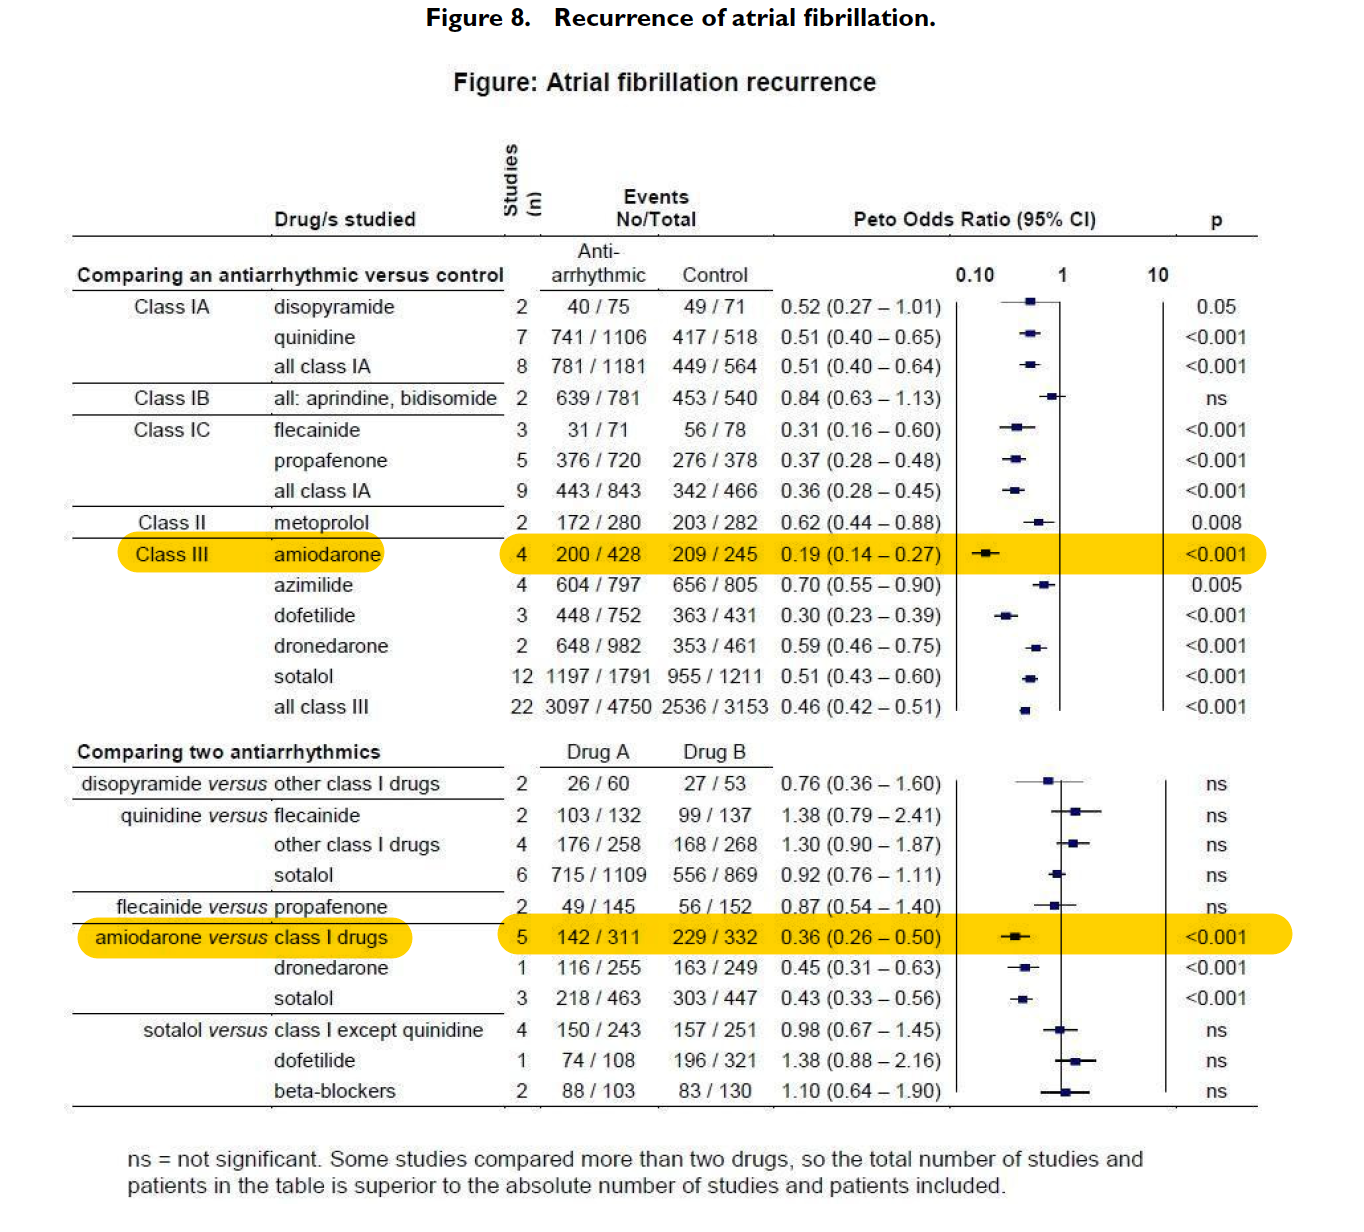 Figure 8. Recurrence of atrial fibrillation.
Figure: Atrial fibrillation recurrence
Drug/s studied Studies (n) Events No/Total Peto Odds Ratio (95% CI) p
Comparing an antiarrhythmic versus control Anti-arrhythmic Control 0.10 1 10
Class IA disopyramide 2 40 / 75 49 / 71 0.52 (0.27 – 1.01) 0.05
quinidine 7 741 / 1106 417 / 518 0.51 (0.40 – 0.65) <0.001
all class IA 8 781 / 1181 449 / 564 0.51 (0.40 – 0.64) <0.001
Class IB all: aprindine, bidisomide 2 639 / 781 453 / 540 0.84 (0.63 – 1.13) ns
Class IC flecainide 3 31 / 71 56 / 78 0.31 (0.16 – 0.60) <0.001
propafenone 5 376 / 720 276 / 378 0.37 (0.28 – 0.48) <0.001
all class IA 9 443 / 843 342 / 466 0.36 (0.28 – 0.45) <0.001
Class II metoprolol 2 172 / 280 203 / 282 0.62 (0.44 – 0.88) 0.008
Class III amiodarone 4 200 / 428 209 / 245 0.19 (0.14 – 0.27) <0.001
azimilide 4 604 / 797 656 / 805 0.70 (0.55 – 0.90) 0.005
dofetilide 3 448 / 752 363 / 431 0.30 (0.23 – 0.39) <0.001
dronedarone 2 648 / 982 353 / 461 0.59 (0.46 – 0.75) <0.001
sotalol 12 1197 / 1791 955 / 1211 0.51 (0.43 – 0.60) <0.001
all class III 22 3097 / 4750 2536 / 3153 0.46 (0.42 – 0.51) <0.001
Comparing two antiarrhythmics Drug A Drug B
disopyramide versus other class I drugs 2 26 / 60 27 / 53 0.76 (0.36 – 1.60) ns
quinidine versus flecainide 2 103 / 132 99 / 137 1.38 (0.79 – 2.41) ns
other class I drugs 4 176 / 258 168 / 268 1.30 (0.90 – 1.87) ns
sotalol 6 715 / 1109 556 / 869 0.92 (0.76 – 1.11) ns
flecainide versus propafenone 2 49 / 145 56 / 152 0.87 (0.54 – 1.40) ns
amiodarone versus class I drugs 5 142 / 311 229 / 332 0.36 (0.26 – 0.50) <0.001
dronedarone 1 116 / 255 163 / 249 0.45 (0.31 – 0.63) <0.001
sotalol 3 218 / 463 303 / 447 0.43 (0.33 – 0.56) <0.001
sotalol versus class I except quinidine 4 150 / 243 157 / 251 0.98 (0.67 – 1.45) ns
dofetilide 1 74 / 108 196 / 321 1.38 (0.88 – 2.16) ns
beta-blockers 2 88 / 103 83 / 130 1.10 (0.64 – 1.90) ns
ns = not significant. Some studies compared more than two drugs, so the total number of studies and
patients in the table is superior to the absolute number of studies and patients included.